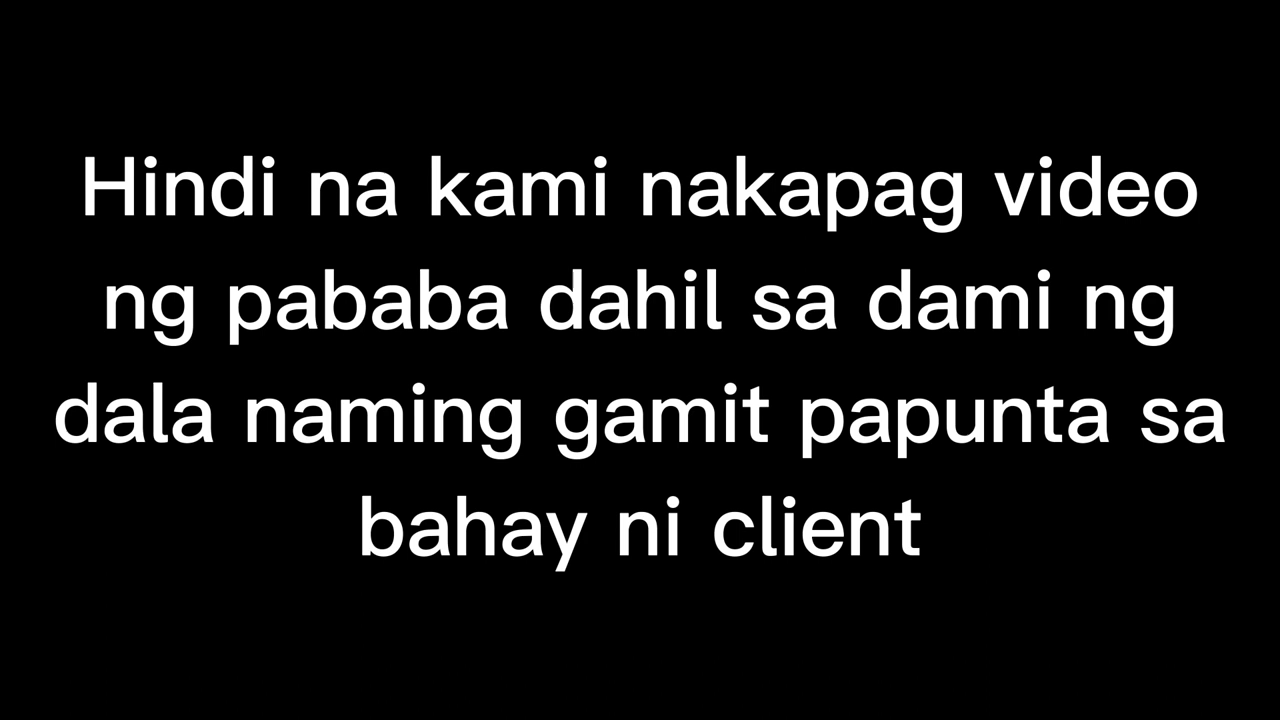 Hindi na kami nakapag video
ng pababa dahil sa dami ng
dala naming gamit papunta sa
bahay ni client